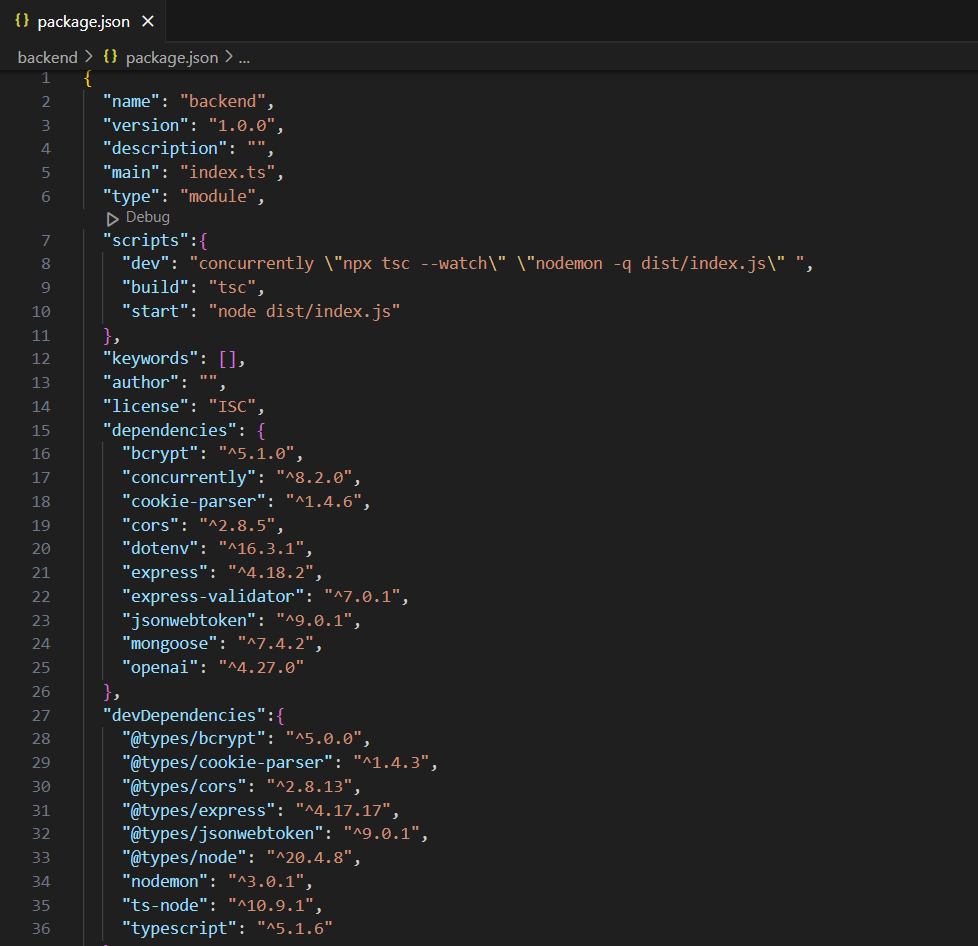 {} package.json ×
backend > {} package.json > ...
1 {
2 "name": "backend",
3 "version": "1.0.0",
4 "description": "",
5 "main": "index.ts",
6 "type": "module",
Debug
7 "scripts":{
8 "dev": "concurrently \"npx tsc --watch\" \"nodemon -q dist/index.js\" ",
9 "build": "tsc",
10 "start": "node dist/index.js"
11 },
12 "keywords": [],
13 "author": "",
14 "license": "ISC",
15 "dependencies": {
16 "bcrypt": "^5.1.0",
17 "concurrently": "^8.2.0",
18 "cookie-parser": "^1.4.6",
19 "cors": "^2.8.5",
20 "dotenv": "^16.3.1",
21 "express": "^4.18.2",
22 "express-validator": "^7.0.1",
23 "jsonwebtoken": "^9.0.1",
24 "mongoose": "^7.4.2",
25 "openai": "^4.27.0"
26 },
27 "devDependencies":{
28 "@types/bcrypt": "^5.0.0",
29 "@types/cookie-parser": "^1.4.3",
30 "@types/cors": "^2.8.13",
31 "@types/express": "^4.17.17",
32 "@types/jsonwebtoken": "^9.0.1",
33 "@types/node": "^20.4.8",
34 "nodemon": "^3.0.1",
35 "ts-node": "^10.9.1",
36 "typescript": "^5.1.6"